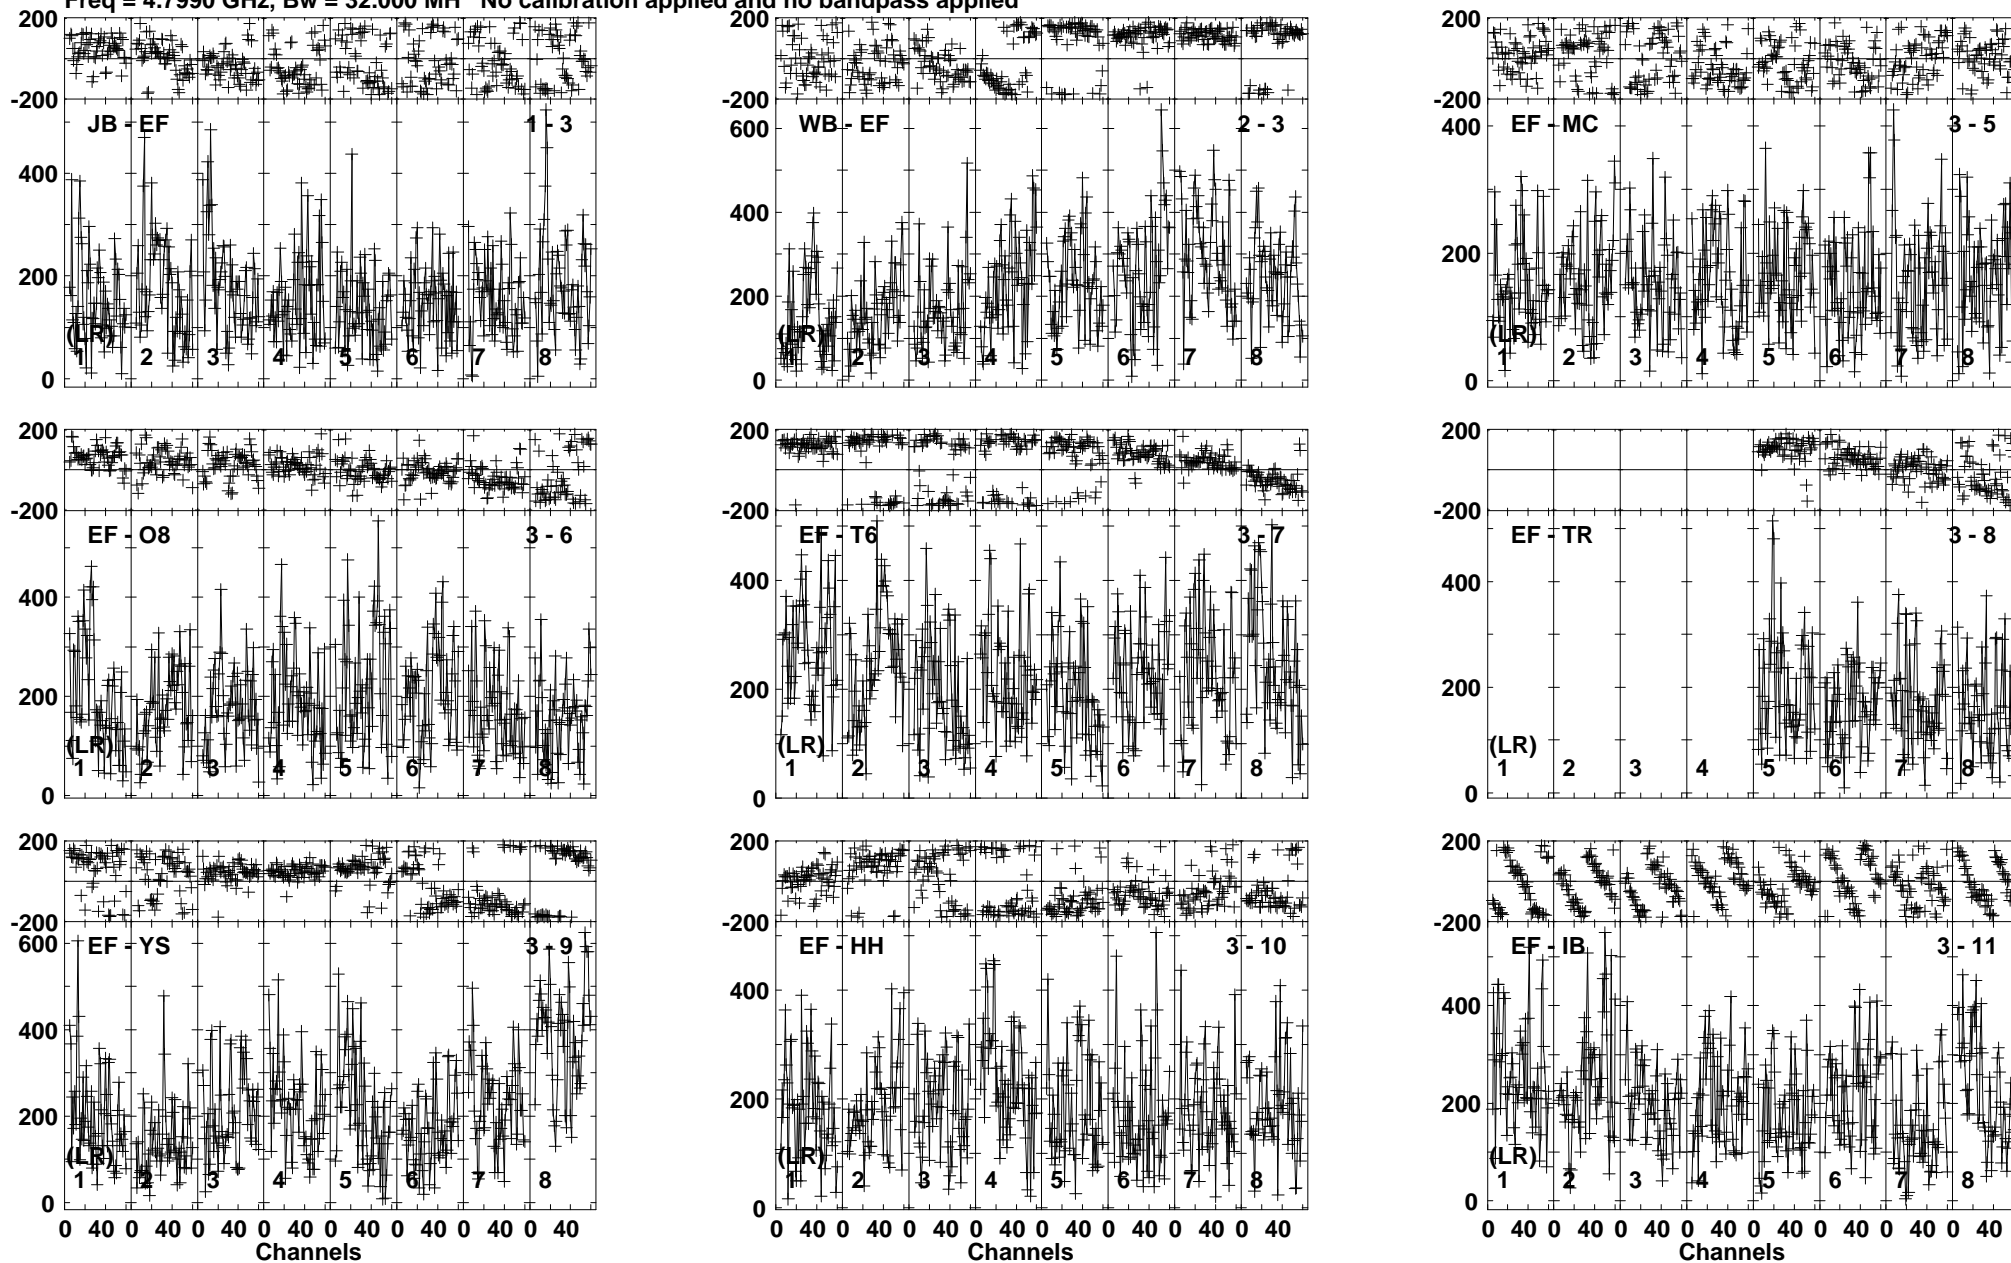 Freq = 4.7990 GHz, Bw = 32.000 MH No calibration applied and no bandpass applied
200 200 200
-200 -200 -200
JB - EF 1 - 3 WB - EF 2 - 3 EF - MC 3 - 5
600 400
400
400
200 200
200
(LR) (LR) (LR)
1 2 3 4 5 6 7 8 1 2 3 4 5 6 7 8 1 2 3 4 5 6 7 8
0 0 0
200 200 200
-200 -200 -200
EF - O8 3 - 6 EF - T6 3 - 7 EF - TR 3 - 8
400 400 400
200 200 200
(LR) (LR) (LR)
1 2 3 4 5 6 7 8 1 2 3 4 5 6 7 8 1 2 3 4 5 6 7 8
0 0 0
200 200 200
-200 -200 -200
600
EF - YS 3 - 9 EF - HH 3 - 10 EF - IB 3 - 11
400 400 400
200 200 200
(LR) (LR) (LR)
1 2 3 4 5 6 7 8 1 2 3 4 5 6 7 8 1 2 3 4 5 6 7 8
0 0 0
0 40 0 40 0 40 0 40 0 40 0 40 0 40 0 40 0 40 0 40 0 40 0 40 0 40 0 40 0 40 0 40 0 40 0 40 0 40 0 40 0 40 0 40 0 40 0 40
Channels Channels Channels